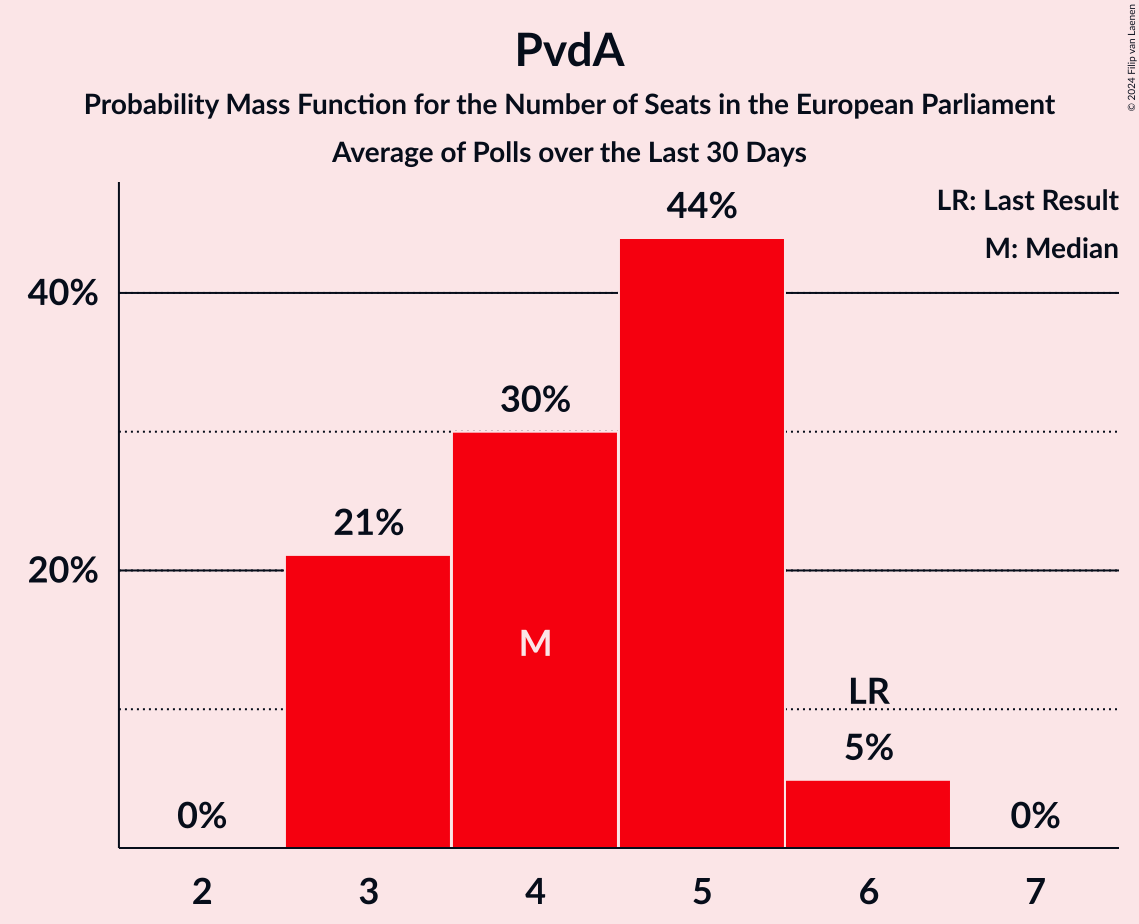 PvdA
Probability Mass Function for the Number of Seats in the European Parliament
Average of Polls over the Last 30 Days
© 2024 Filip van Laenen
LR: Last Result
M: Median
44%
40%
30%
21%
20%
M
LR
5%
0%
0%
2 3 4 5 6 7